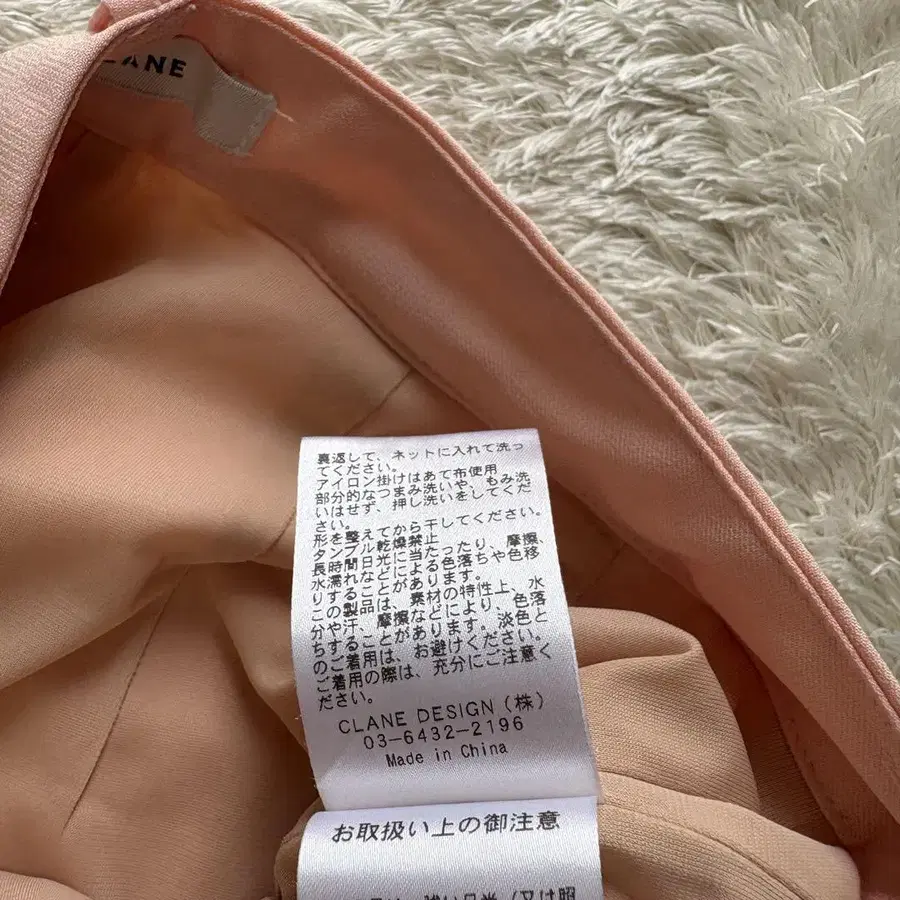 LANE
裏返して、ネットに入れて洗っ
てください。
アイロン掛けはあて布使用
部分的なつまみ洗いや、もみ洗
いはせず、押し洗いをしてくだ
さい。
形を整えてから干してください。
タンブル乾燥禁止
長時間日光に当たったり、摩擦、
水濡れなどによる色落ちや色移
りすることがあります。
この製品は、素材の特性上、水
分や汗、摩擦などにより、色落
ちすることがあります。淡色と
のご着用は、お避けください。
ご着用の際は、充分にご注意く
ださい。
CLANE DESIGN (株)
03-6432-2196
Made in China
お取扱い上の御注意